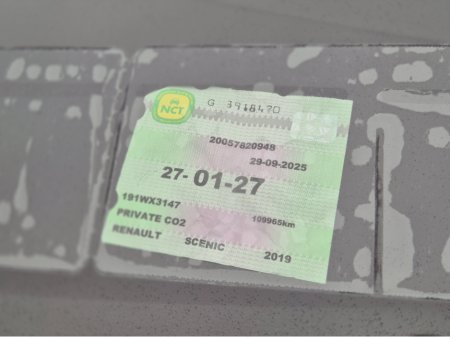 NCT
G 3918470
20057820948
29-09-2025
27-01-27
191WX3147
109965km
PRIVATE CO2
RENAULT SCENIC 2019